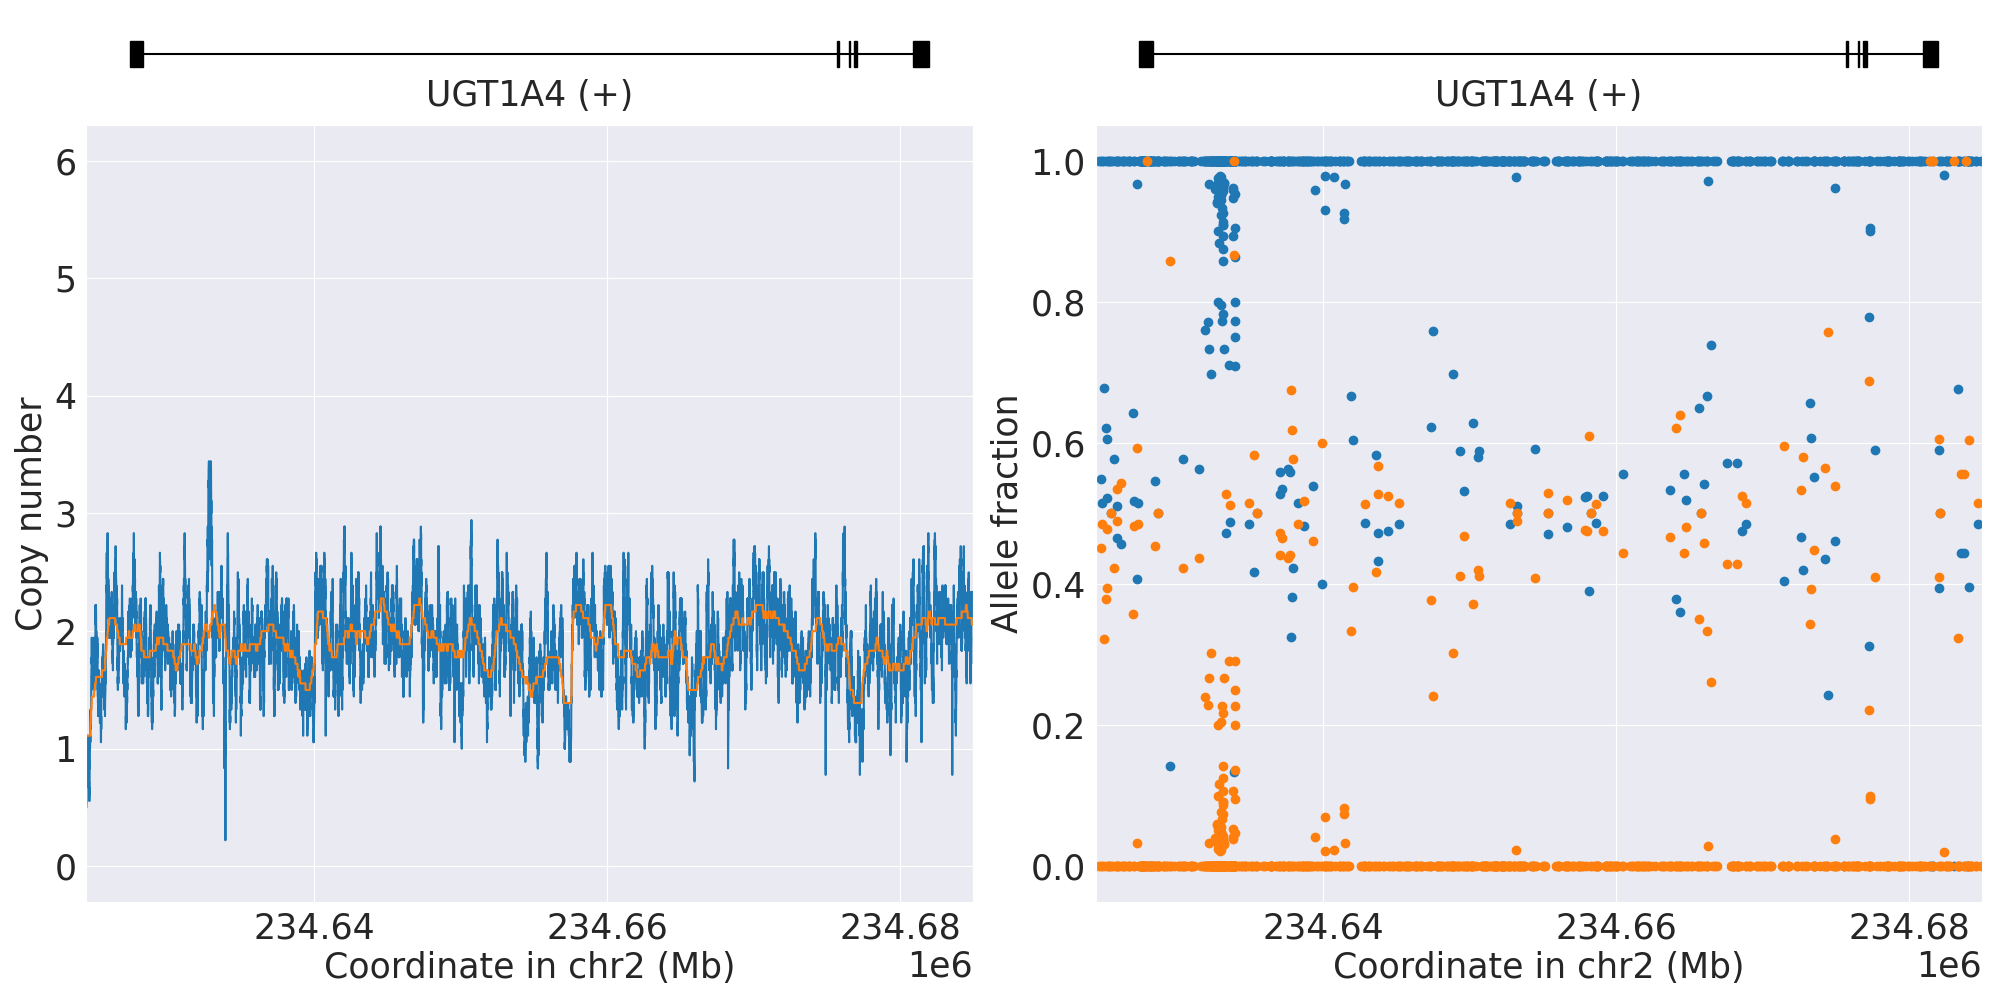 UGT1A4 (+)
6
5
4
3
2
1
0
Copy number
234.64 234.66 234.68
1e6
Coordinate in chr2 (Mb)
UGT1A4 (+)
1.0
0.8
0.6
0.4
0.2
0.0
Allele fraction
234.64 234.66 234.68
1e6
Coordinate in chr2 (Mb)